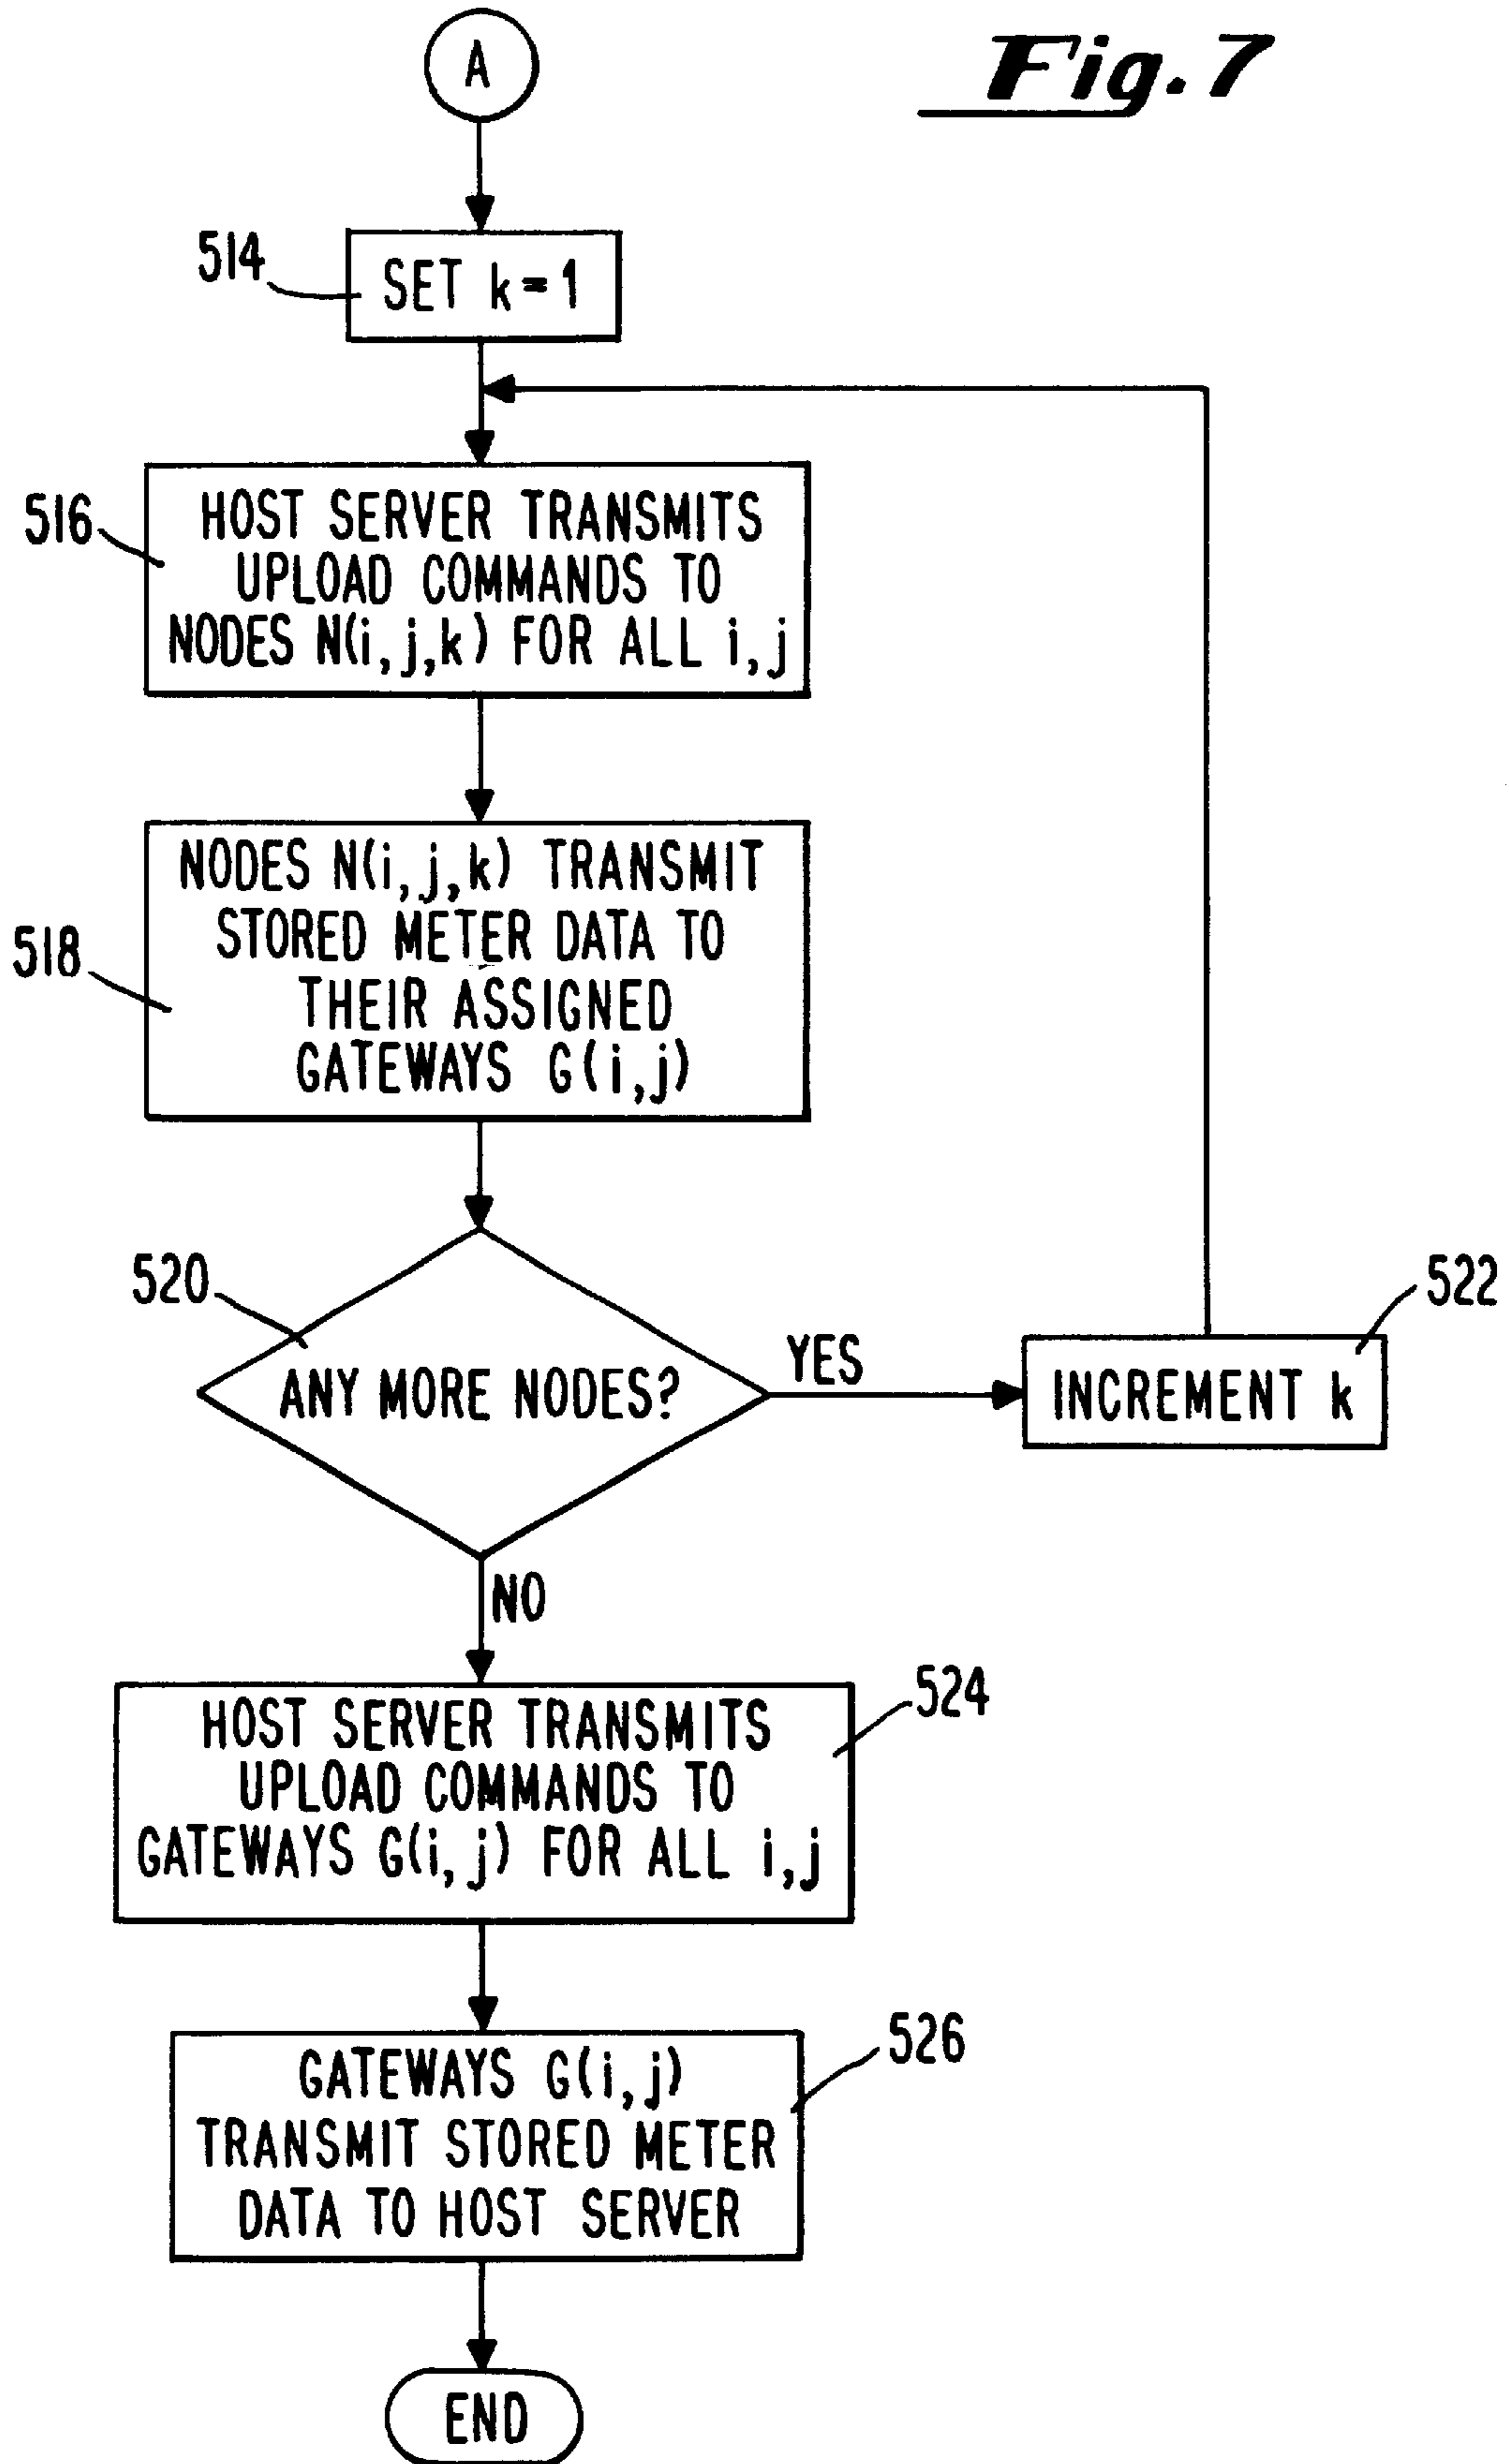 Fig. 7
A
514
SET k = 1
516
HOST SERVER TRANSMITS
UPLOAD COMMANDS TO
NODES N(i, j, k) FOR ALL i, j
518
NODES N(i, j, k) TRANSMIT
STORED METER DATA TO
THEIR ASSIGNED
GATEWAYS G(i, j)
520
ANY MORE NODES?
YES
522
INCREMENT k
NO
524
HOST SERVER TRANSMITS
UPLOAD COMMANDS TO
GATEWAYS G(i, j) FOR ALL i, j
526
GATEWAYS G(i, j)
TRANSMIT STORED METER
DATA TO HOST SERVER
END